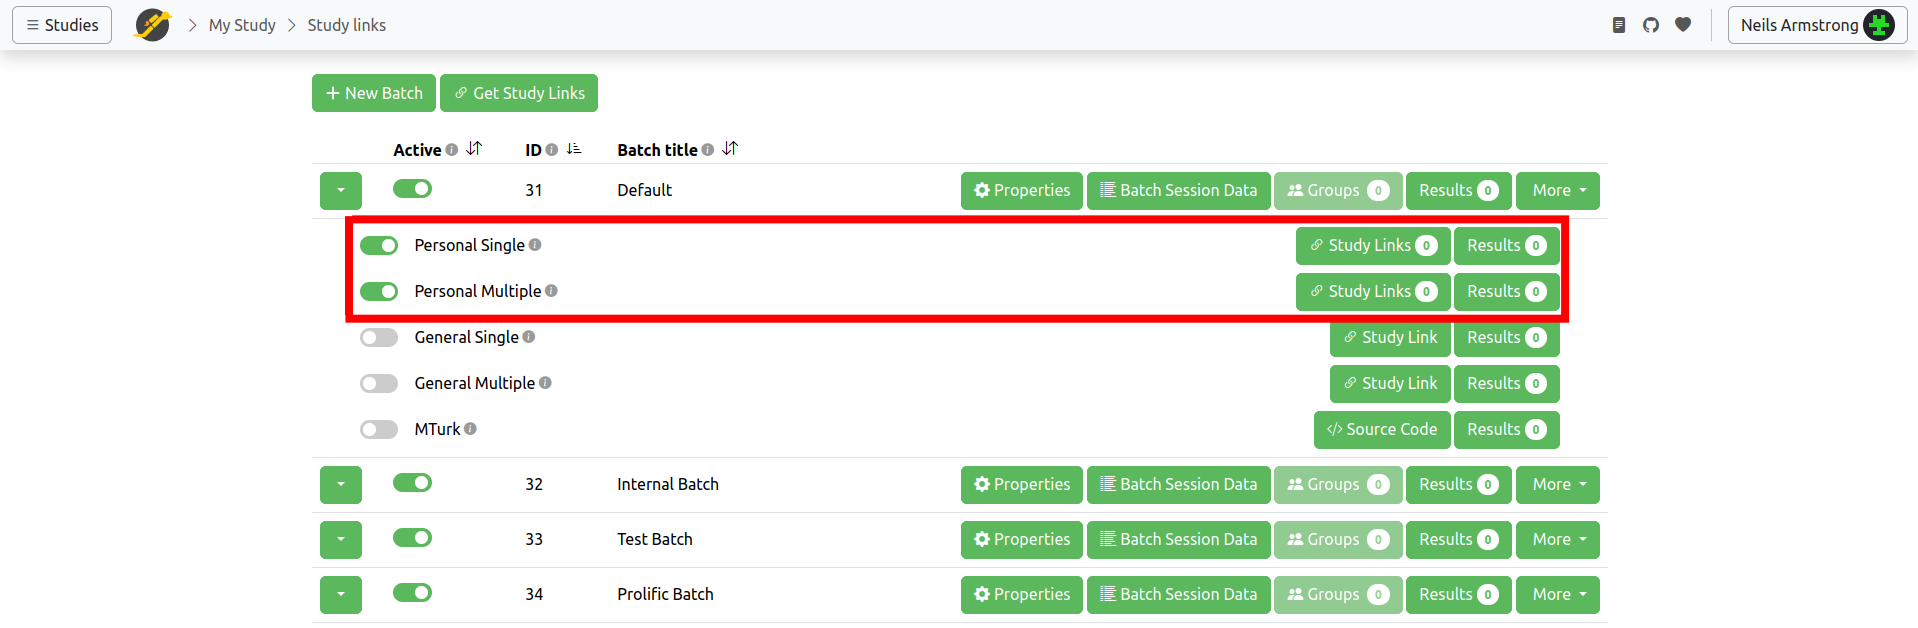 Studies My Study Study links Neils Armstrong
New Batch Get Study Links
Active ID Batch title
31 Default Properties Batch Session Data Groups 0 Results 0 More
Personal Single Study Links 0 Results 0
Personal Multiple Study Links 0 Results 0
General Single Study Link Results 0
General Multiple Study Link Results 0
MTurk </> Source Code Results 0
32 Internal Batch Properties Batch Session Data Groups 0 Results 0 More
33 Test Batch Properties Batch Session Data Groups 0 Results 0 More
34 Prolific Batch Properties Batch Session Data Groups 0 Results 0 More